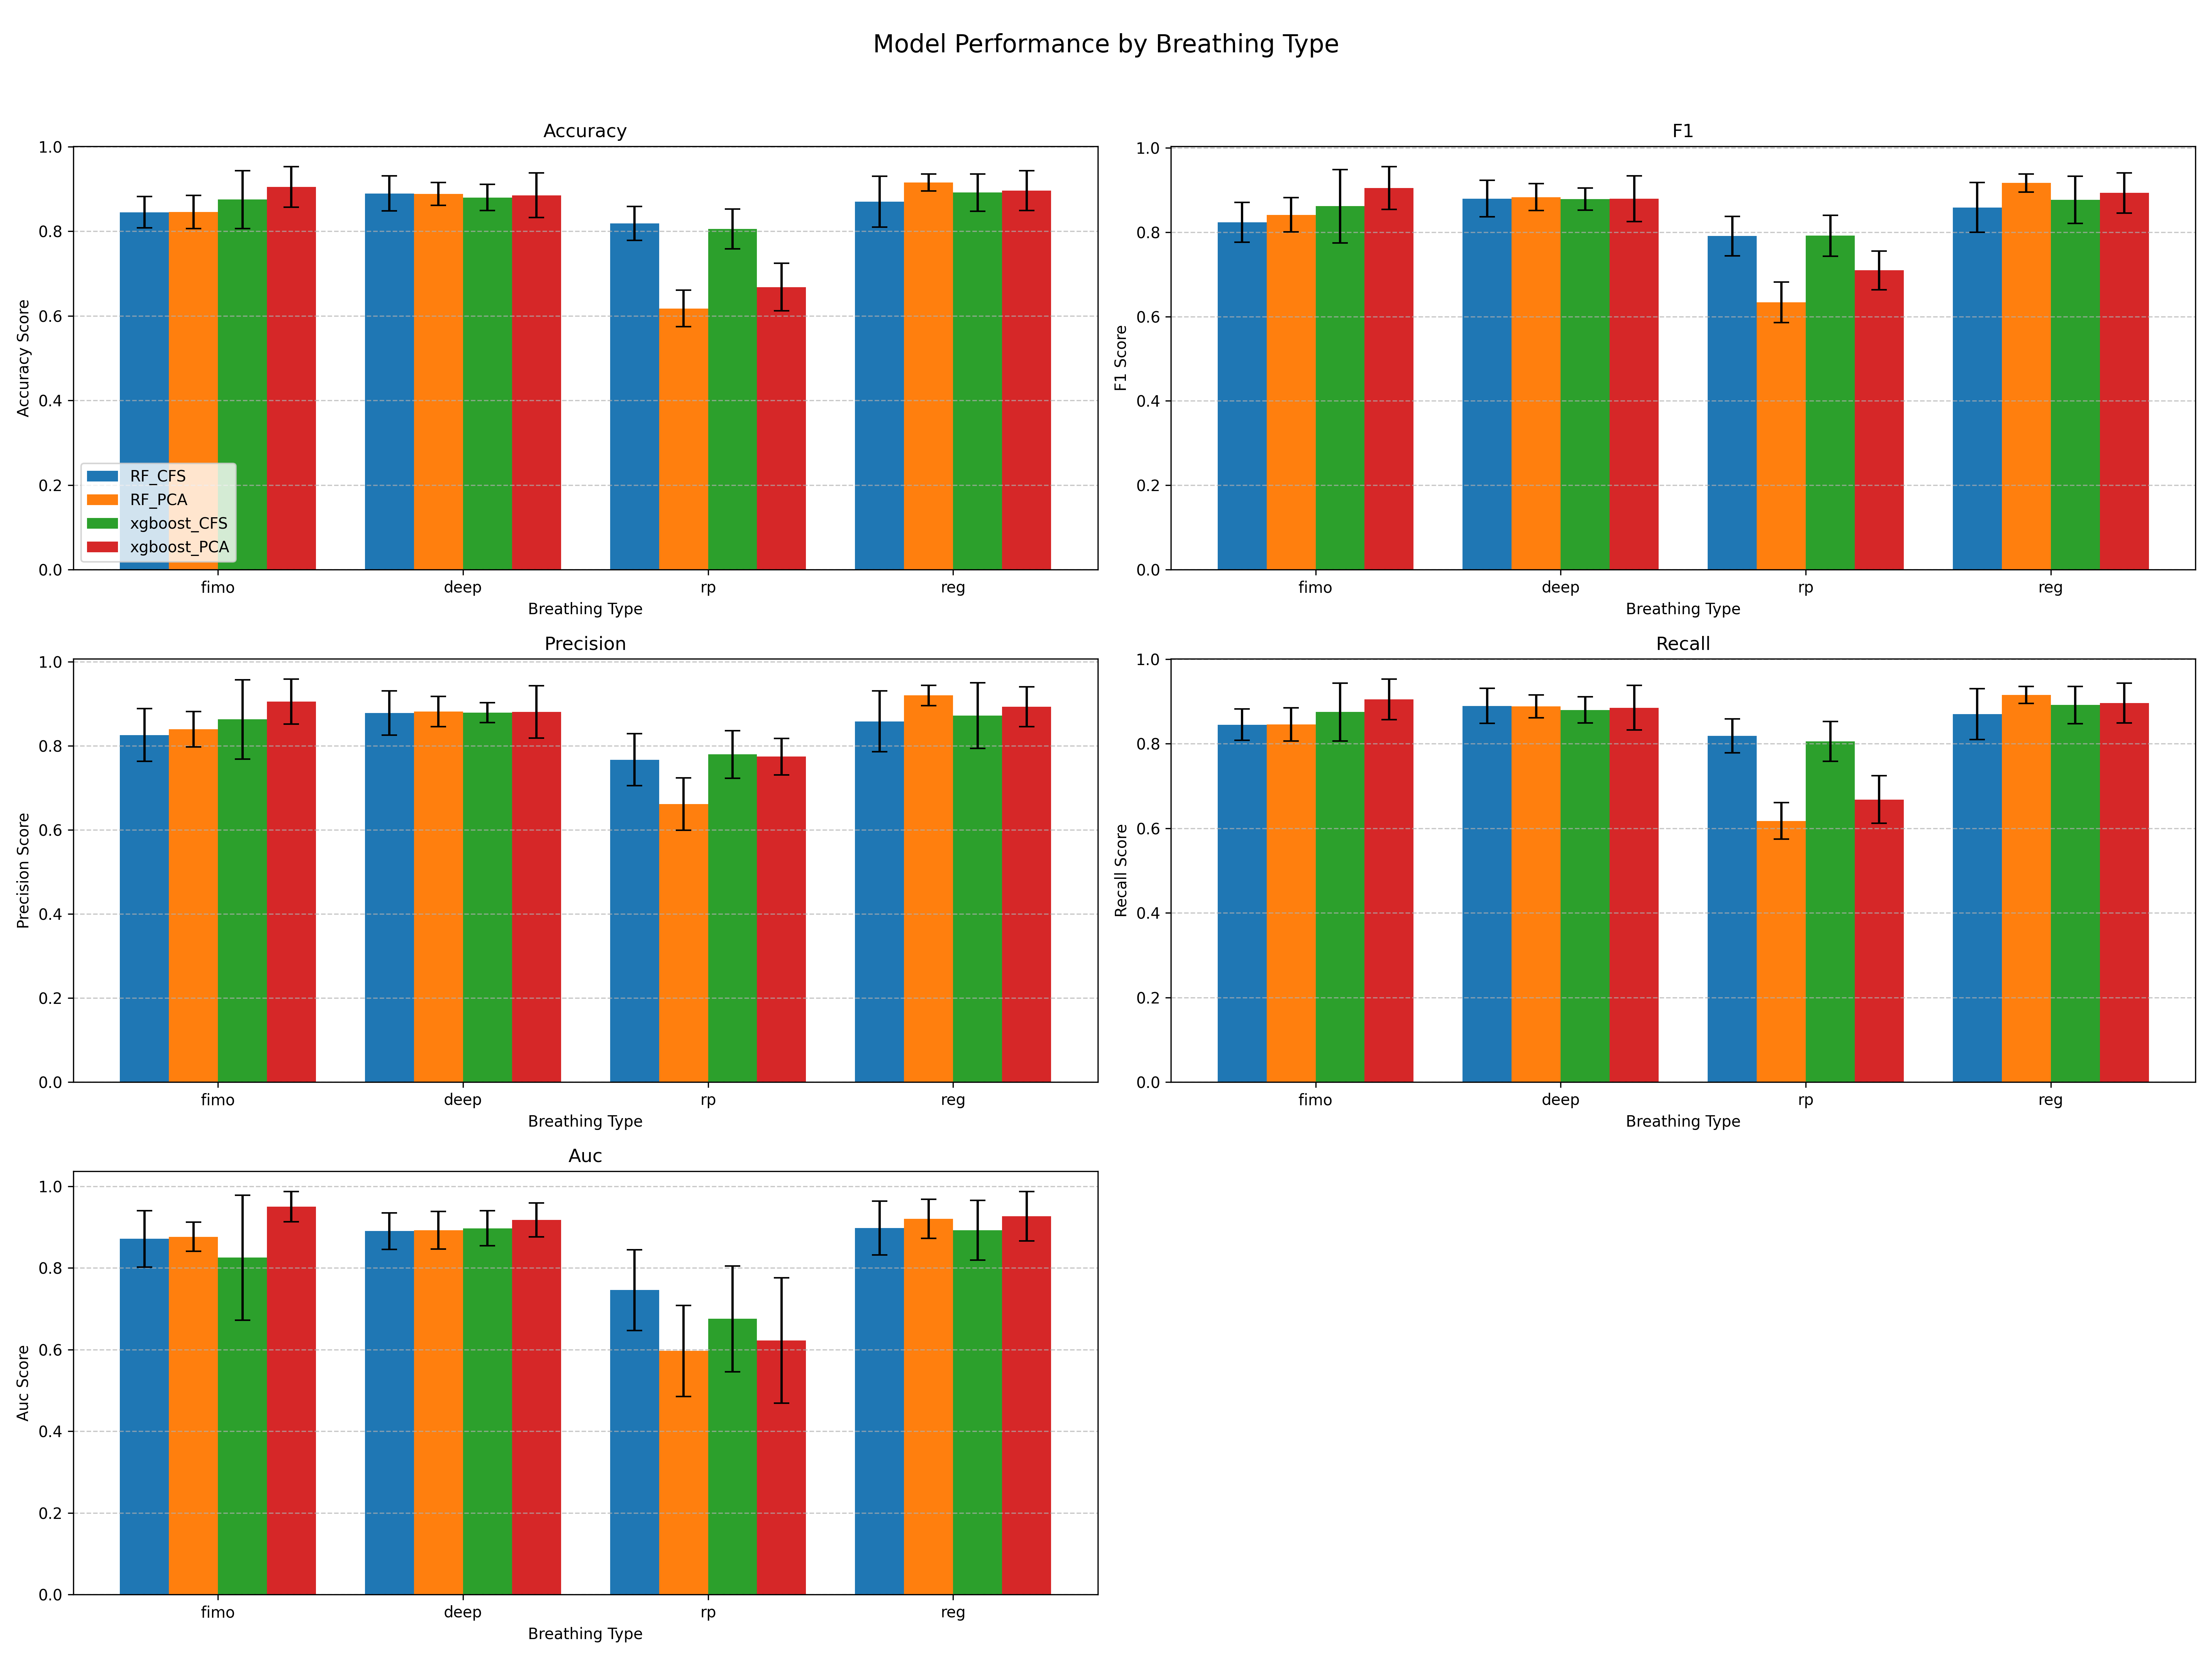 Model Performance by Breathing Type
Accuracy
Accuracy Score
1.0
0.8
0.6
0.4
0.2
0.0
RF_CFS
RF_PCA
xgboost_CFS
xgboost_PCA
fimo deep rp reg
Breathing Type
F1
F1 Score
1.0
0.8
0.6
0.4
0.2
0.0
fimo deep rp reg
Breathing Type
Precision
Precision Score
1.0
0.8
0.6
0.4
0.2
0.0
fimo deep rp reg
Breathing Type
Recall
Recall Score
1.0
0.8
0.6
0.4
0.2
0.0
fimo deep rp reg
Breathing Type
Auc
Auc Score
1.0
0.8
0.6
0.4
0.2
0.0
fimo deep rp reg
Breathing Type